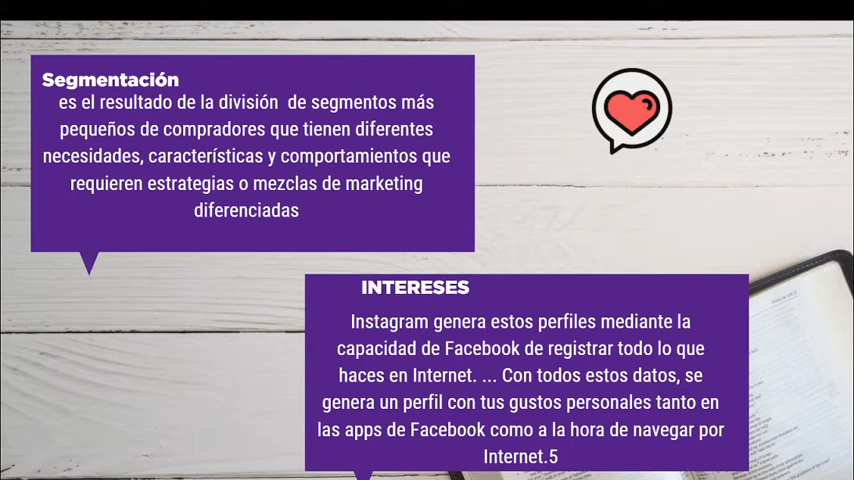 Segmentación
es el resultado de la división de segmentos más
pequeños de compradores que tienen diferentes
necesidades, características y comportamientos que
requieren estrategias o mezclas de marketing
diferenciadas
INTERESES
Instagram genera estos perfiles mediante la
capacidad de Facebook de registrar todo lo que
haces en Internet. ... Con todos estos datos, se
genera un perfil con tus gustos personales tanto en
las apps de Facebook como a la hora de navegar por
Internet.5